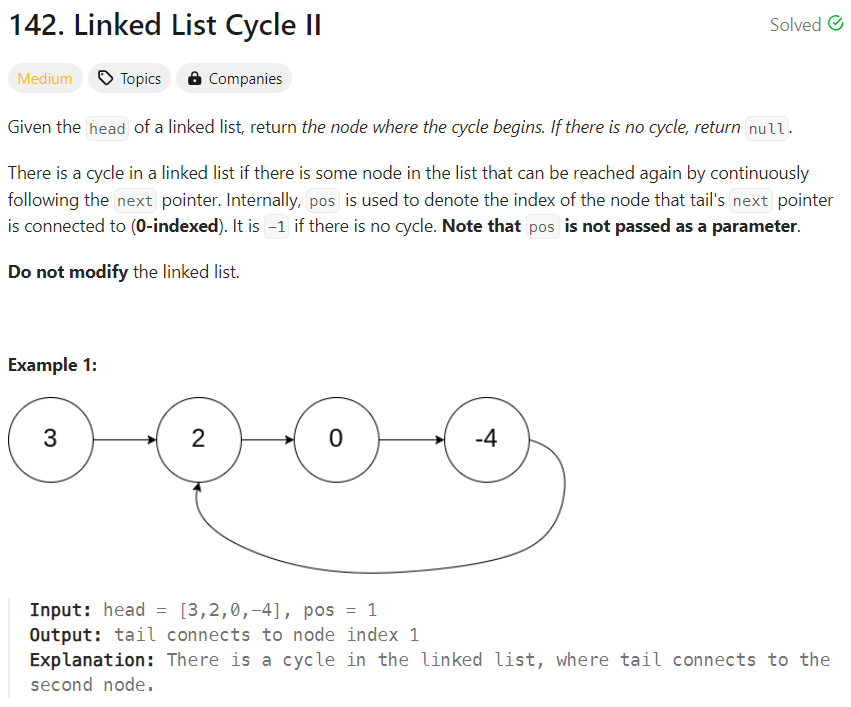 142. Linked List Cycle II
Solved
Medium
Topics
Companies
Given the head of a linked list, return the node where the cycle begins. If there is no cycle, return null.
There is a cycle in a linked list if there is some node in the list that can be reached again by continuously
following the next pointer. Internally, pos is used to denote the index of the node that tail's next pointer
is connected to (0-indexed). It is -1 if there is no cycle. Note that pos is not passed as a parameter.
Do not modify the linked list.
Example 1:
3
2
0
-4
Input: head = [3,2,0,-4], pos = 1
Output: tail connects to node index 1
Explanation: There is a cycle in the linked list, where tail connects to the
second node.